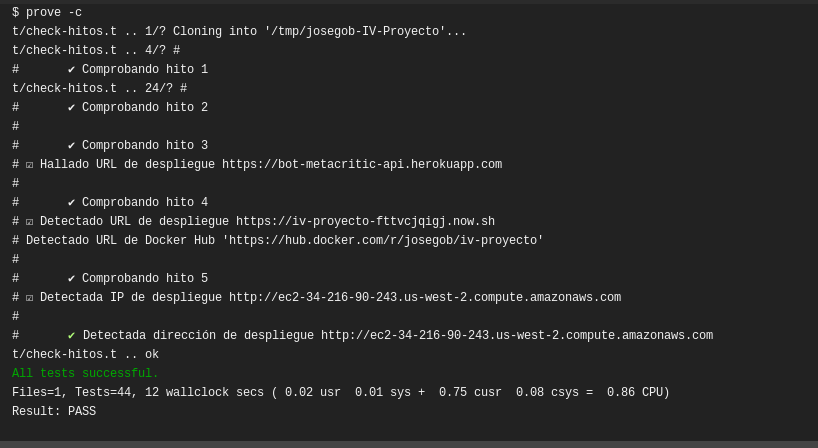 $ prove -c
t/check-hitos.t .. 1/? Cloning into '/tmp/josegob-IV-Proyecto'...
t/check-hitos.t .. 4/? #
#       ✔ Comprobando hito 1
t/check-hitos.t .. 24/? #
#       ✔ Comprobando hito 2
#
#       ✔ Comprobando hito 3
# ☑ Hallado URL de despliegue https://bot-metacritic-api.herokuapp.com
#
#       ✔ Comprobando hito 4
# ☑ Detectado URL de despliegue https://iv-proyecto-fttvcjqigj.now.sh
# Detectado URL de Docker Hub 'https://hub.docker.com/r/josegob/iv-proyecto'
#
#       ✔ Comprobando hito 5
# ☑ Detectada IP de despliegue http://ec2-34-216-90-243.us-west-2.compute.amazonaws.com
#
#       ✔ Detectada dirección de despliegue http://ec2-34-216-90-243.us-west-2.compute.amazonaws.com
t/check-hitos.t .. ok
All tests successful.
Files=1, Tests=44, 12 wallclock secs ( 0.02 usr  0.01 sys +  0.75 cusr  0.08 csys =  0.86 CPU)
Result: PASS